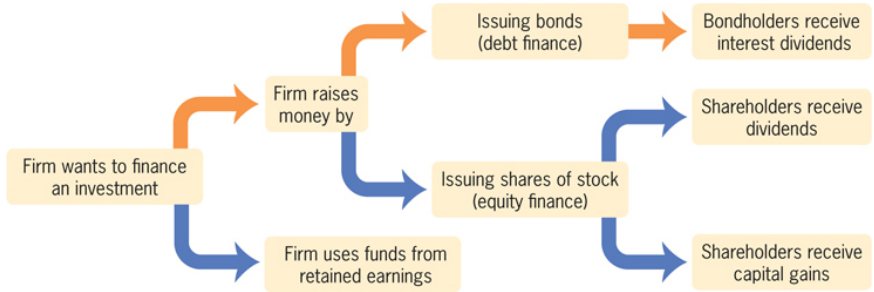 Firm wants to finance
an investment
Firm raises
money by
Firm uses funds from
retained earnings
Issuing bonds
(debt finance)
Issuing shares of stock
(equity finance)
Bondholders receive
interest dividends
Shareholders receive
dividends
Shareholders receive
capital gains